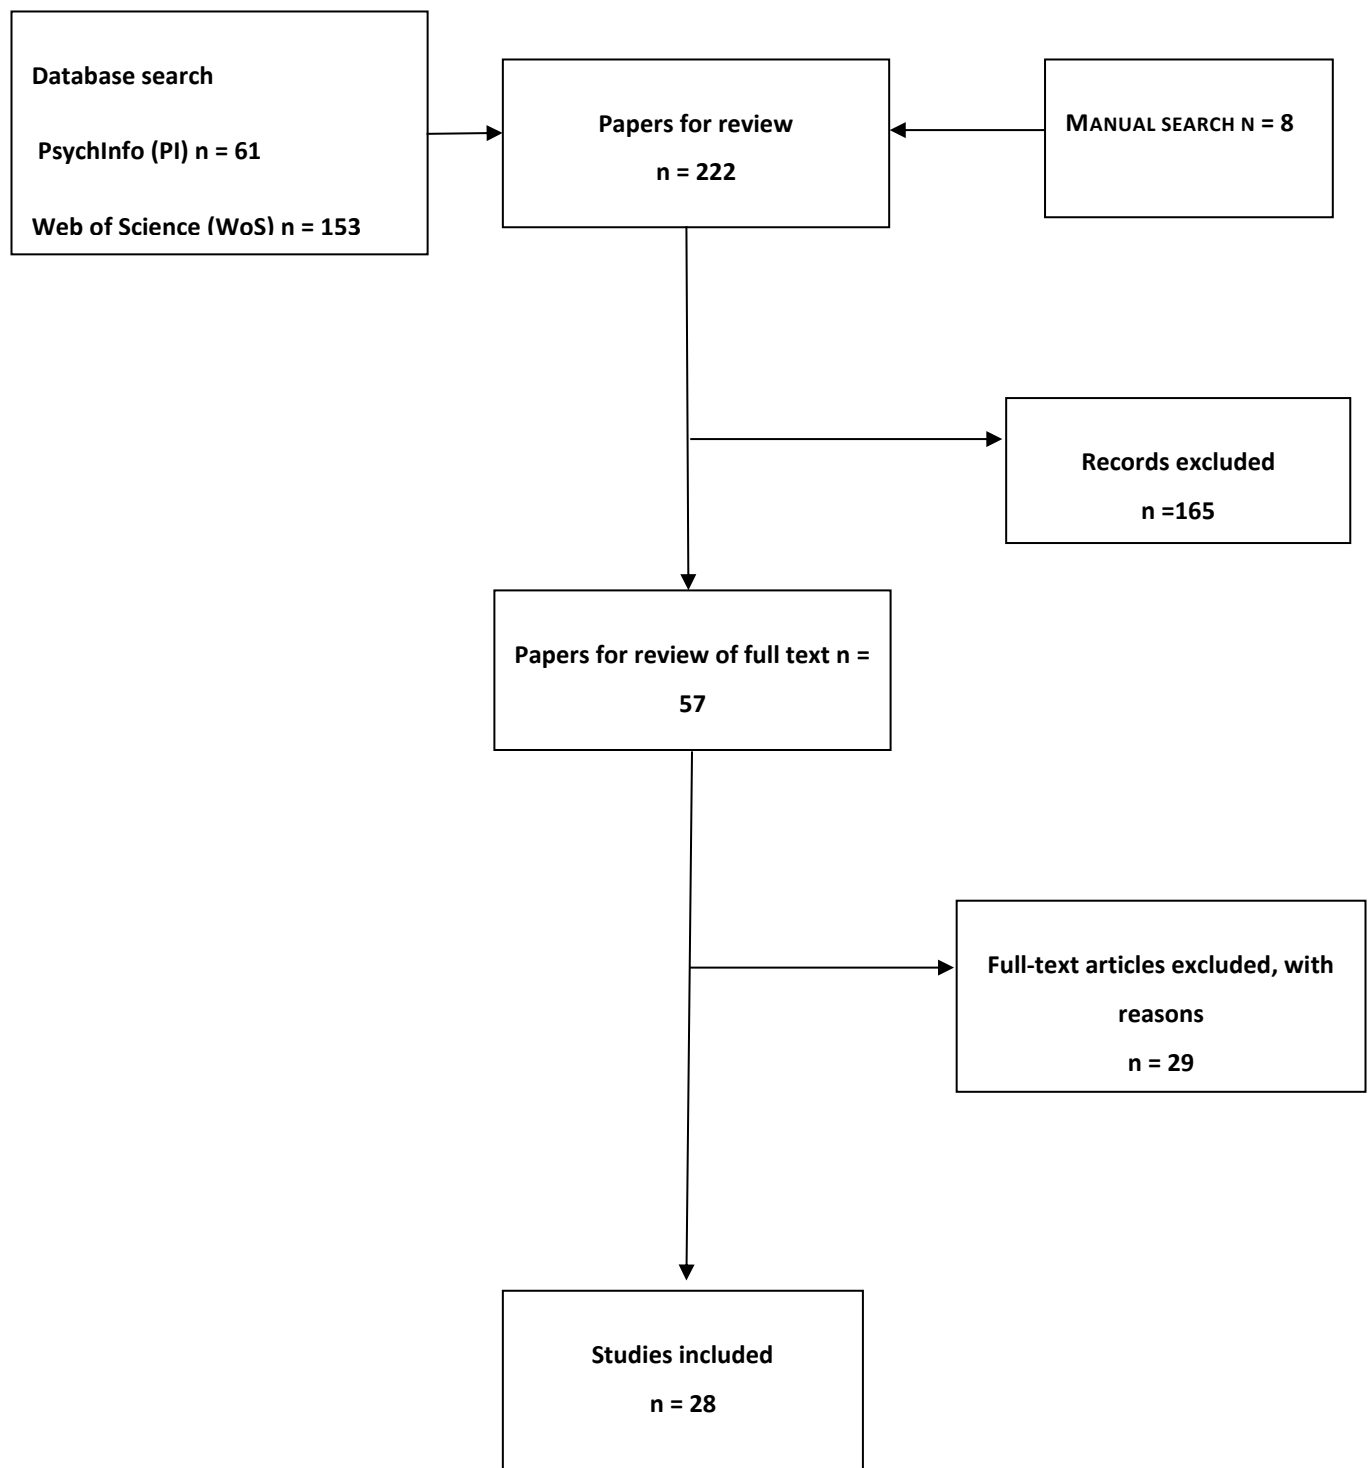 Database search
PsychInfo (PI) n = 61
Web of Science (WoS) n = 153
Papers for review
n = 222
MANUAL SEARCH N = 8
Records excluded
n =165
Papers for review of full text n =
57
Full-text articles excluded, with
reasons
n = 29
Studies included
n = 28